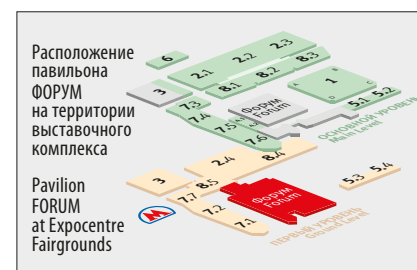 Расположение
павильона
ФОРУМ
на территории
выставочного
комплекса
Pavilion
FORUM
at Expocentre
Fairgrounds
6
2.1
2.2
2.3
3
8.1
8.2
8.3
1
A
B
C
D
7.3
7.4
7.5
7.6
Форум
Forum
5.1
5.2
ОСНОВНОЙ УРОВЕНЬ
Main Level
3
2.4
8.4
8.5
7.7
7.2
7.1
Форум
Forum
5.3
5.4
ПЕРВЫЙ УРОВЕНЬ
Ground Level
М